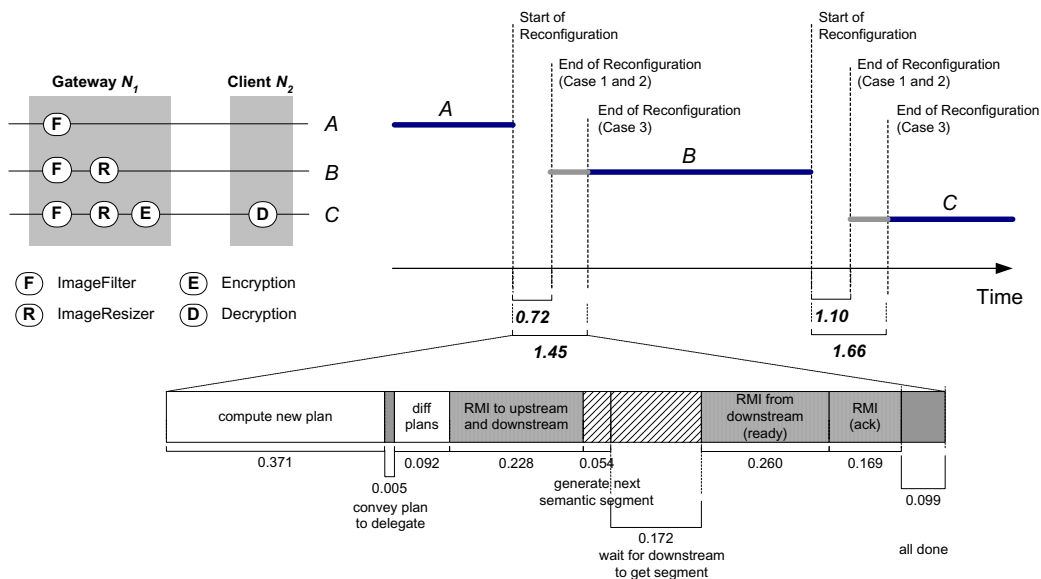 Gateway N1
Client N2
F
A
F
R
B
F
R
E
D
C
F
ImageFilter
E
Encryption
R
ImageResizer
D
Decryption
Start of
Reconfiguration
End of Reconfiguration
(Case 1 and 2)
End of Reconfiguration
(Case 3)
Start of
Reconfiguration
End of Reconfiguration
(Case 1 and 2)
End of Reconfiguration
(Case 3)
A
B
C
Time
0.72
1.45
1.10
1.66
compute new plan
diff
plans
RMI to upstream
and downstream
RMI from
downstream
(ready)
RMI
(ack)
0.371
0.092
0.228
0.054
0.260
0.169
0.005
convey plan
to delegate
generate next
semantic segment
0.099
0.172
wait for downstream
to get segment
all done